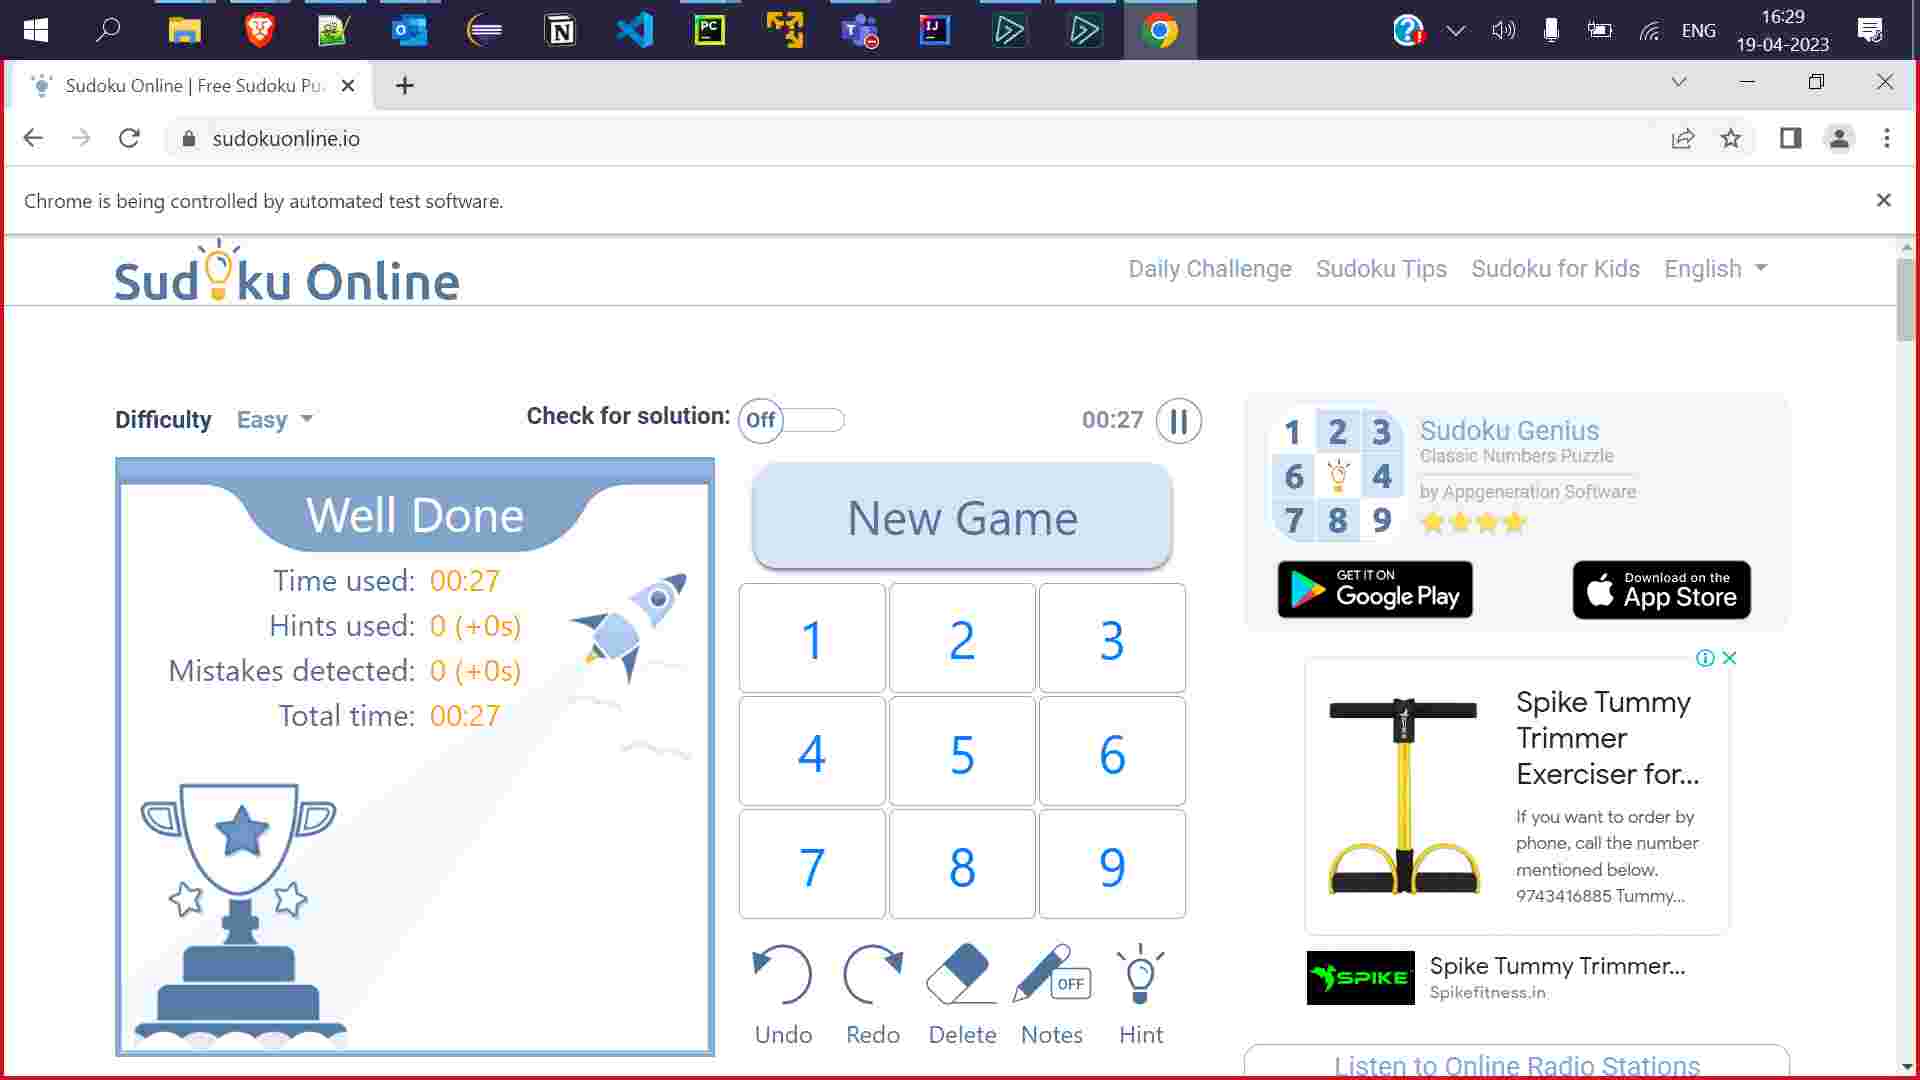 ENG
16:29
19-04-2023
Sudoku Online | Free Sudoku Pu
sudokuonline.io
Chrome is being controlled by automated test software.
Sudoku Online
Daily Challenge Sudoku Tips Sudoku for Kids English
Difficulty Easy
Check for solution: Off
00:27
Well Done
Time used: 00:27
Hints used: 0 (+0s)
Mistakes detected: 0 (+0s)
Total time: 00:27
New Game
1 2 3
4 5 6
7 8 9
Undo Redo Delete Notes Hint
OFF
1 2 3
6 4
7 8 9
Sudoku Genius
Classic Numbers Puzzle
by Appgeneration Software
GET IT ON
Google Play
Download on the
App Store
Spike Tummy
Trimmer
Exerciser for...
If you want to order by
phone, call the number
mentioned below.
9743416885 Tummy...
SPIKE
Spike Tummy Trimmer...
Spikefitness.in
Listen to Online Radio Stations